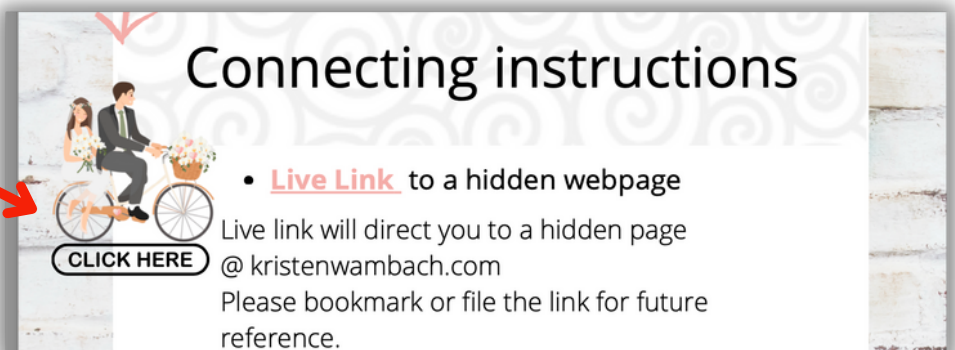 Connecting instructions
• Live Link to a hidden webpage
Live link will direct you to a hidden page
@ kristenwambach.com
Please bookmark or file the link for future
reference.
CLICK HERE